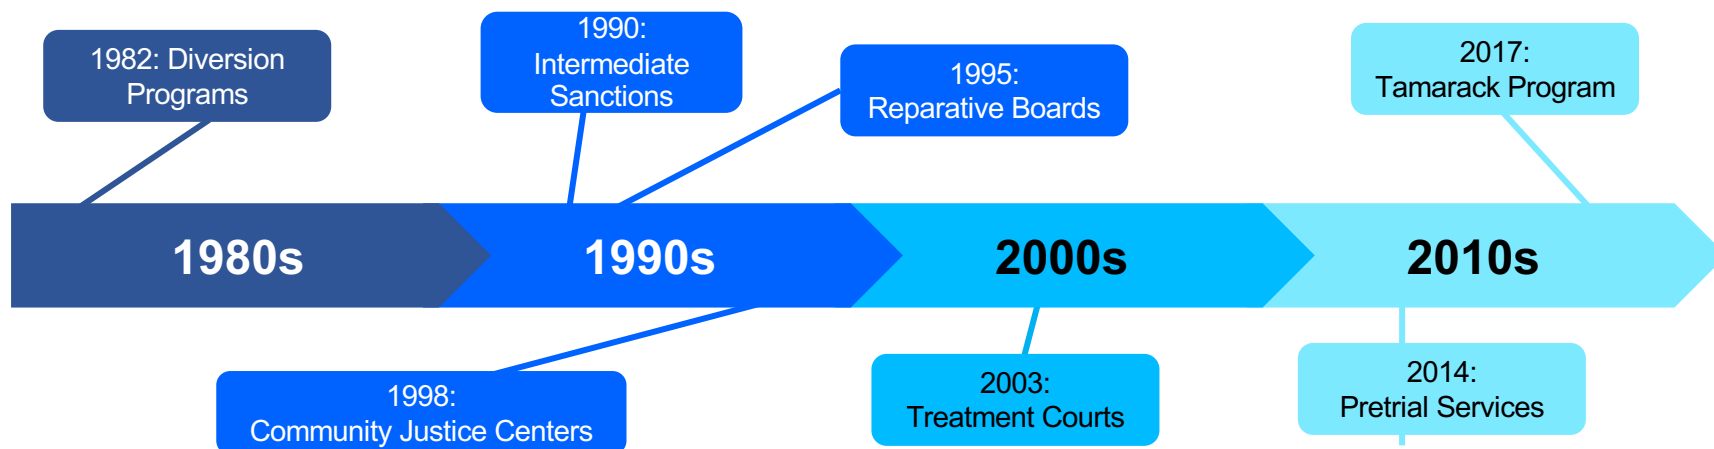 1982: Diversion
Programs
1990:
Intermediate
Sanctions
1995:
Reparative Boards
2017:
Tamarack Program
1980s
1990s
2000s
2010s
1998:
Community Justice Centers
2003:
Treatment Courts
2014:
Pretrial Services